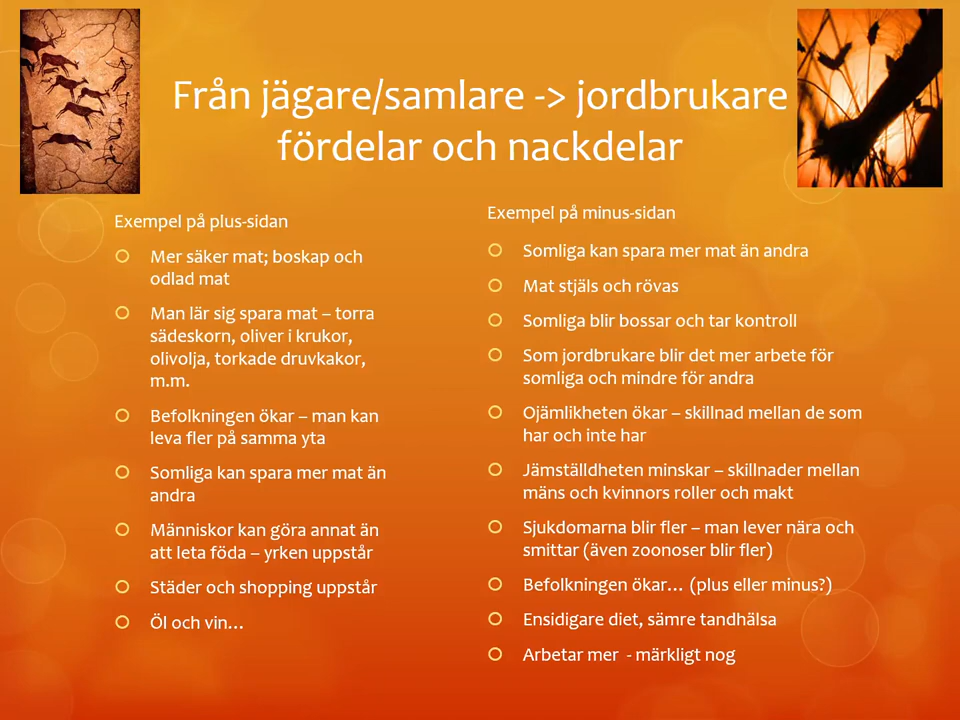 Från jägare/samlare -> jordbrukare
fördelar och nackdelar
Exempel på plus-sidan
Mer säker mat; boskap och
odlad mat
Man lär sig spara mat – torra
sädeskorn, oliver i krukor,
olivolja, torkade druvkakor,
m.m.
Befolkningen ökar – man kan
leva fler på samma yta
Somliga kan spara mer mat än
andra
Människor kan göra annat än
att leta föda – yrken uppstår
Städer och shopping uppstår
Öl och vin…
Exempel på minus-sidan
Somliga kan spara mer mat än andra
Mat stjäls och rövas
Somliga blir bossar och tar kontroll
Som jordbrukare blir det mer arbete för
somliga och mindre för andra
Ojämlikheten ökar – skillnad mellan de som
har och inte har
Jämställdheten minskar – skillnader mellan
mäns och kvinnors roller och makt
Sjukdomarna blir fler – man lever nära och
smittar (även zoonoser blir fler)
Befolkningen ökar… (plus eller minus?)
Ensidigare diet, sämre tandhälsa
Arbetar mer - märkligt nog